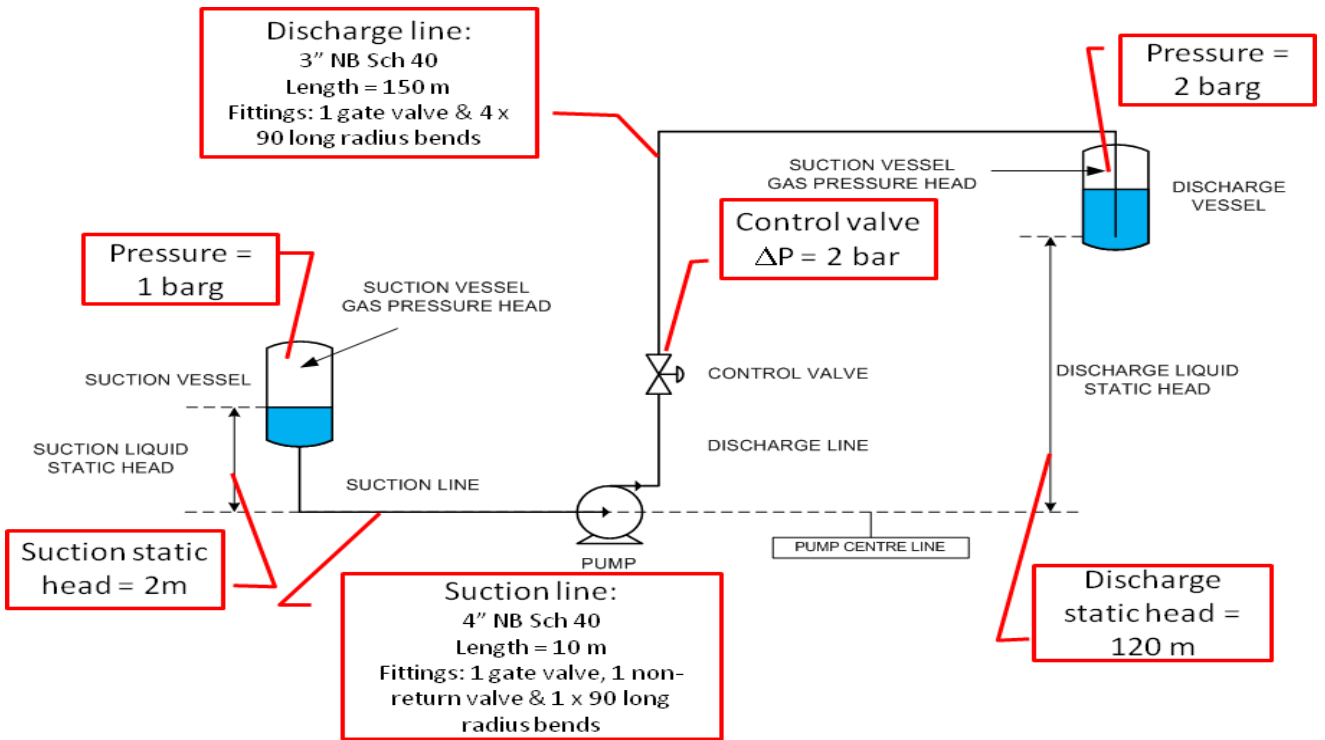 Discharge line:
3” NB Sch 40
Length = 150 m
Fittings: 1 gate valve & 4 x
90 long radius bends
Pressure =
2 barg
SUCTION VESSEL
GAS PRESSURE HEAD
DISCHARGE
VESSEL
Control valve
ΔP = 2 bar
Pressure =
1 barg
SUCTION VESSEL
GAS PRESSURE HEAD
SUCTION VESSEL
CONTROL VALVE
DISCHARGE LIQUID
STATIC HEAD
SUCTION LIQUID
STATIC HEAD
DISCHARGE LINE
SUCTION LINE
PUMP
PUMP CENTRE LINE
Suction static
head = 2m
Suction line:
4” NB Sch 40
Length = 10 m
Fittings: 1 gate valve, 1 non-
return valve & 1 x 90 long
radius bends
Discharge
static head =
120 m